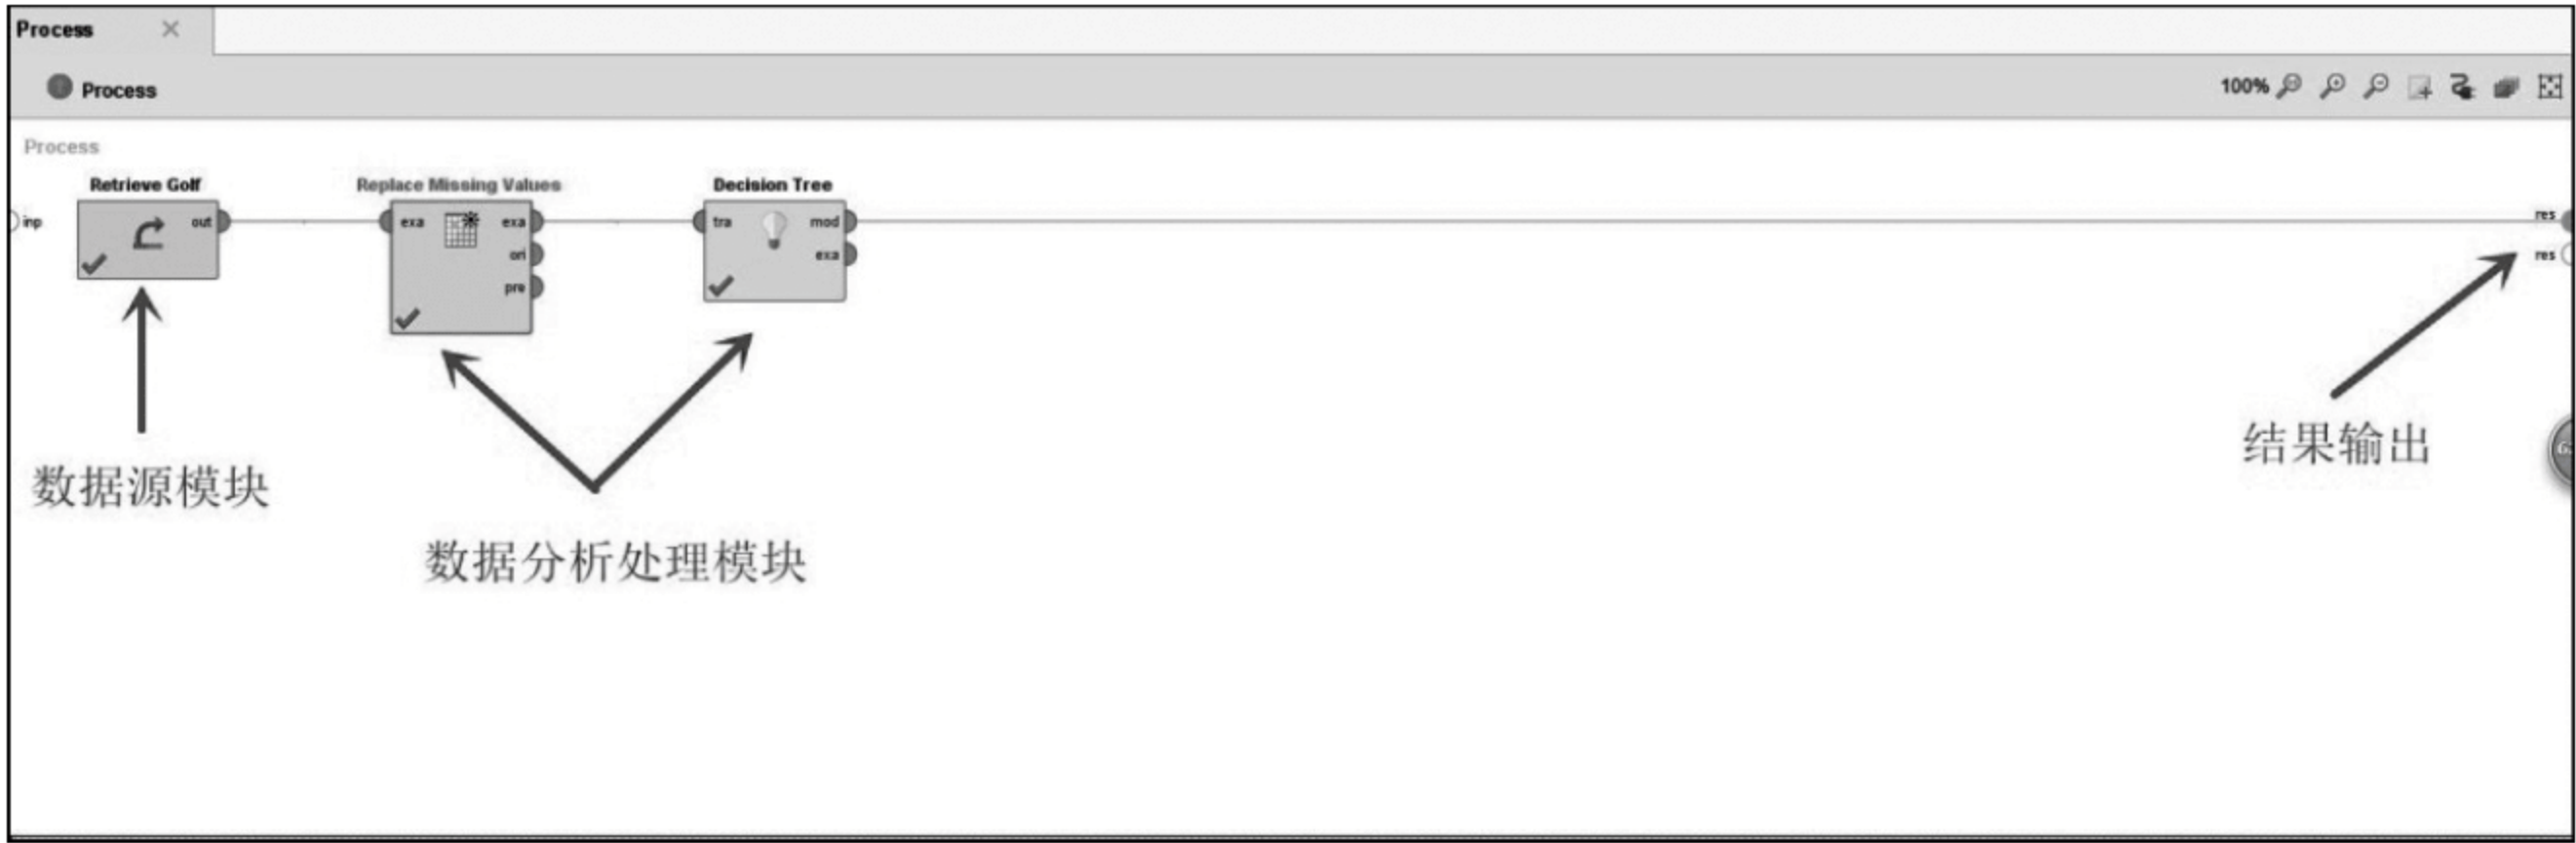 Process
Process
100%
Process
Retrieve Golf
Replace Missing Values
Decision Tree
inp
out
exa
exa
ori
pre
tra
mod
exa
res
res
数据源模块
数据分析处理模块
结果输出